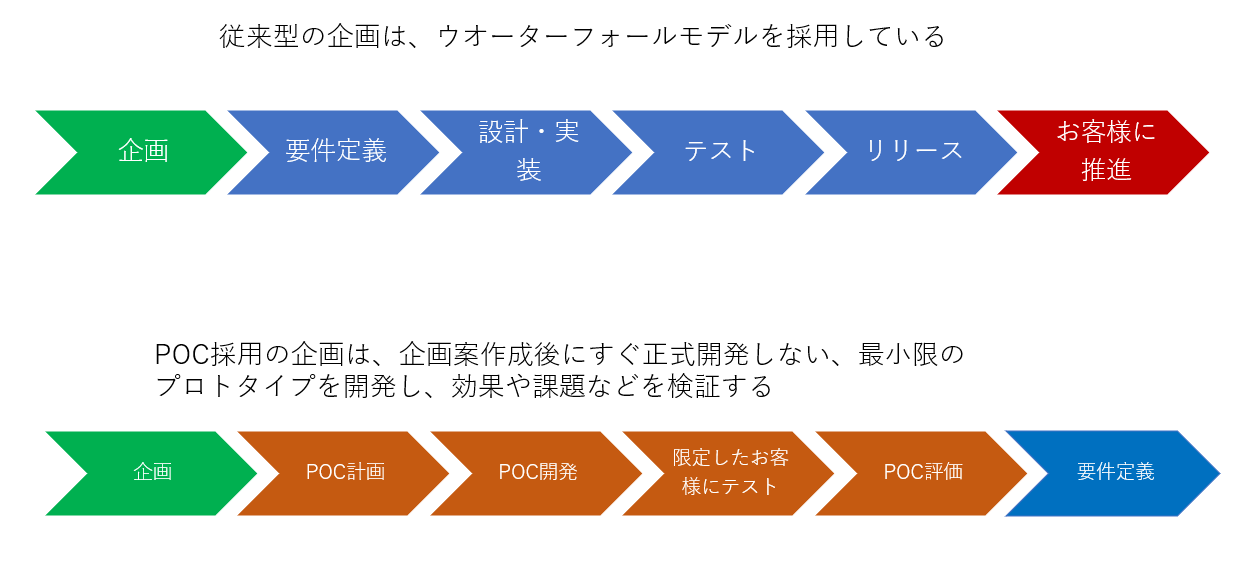 従来型の企画は、ウオーターフォールモデルを採用している
企画
要件定義
設計・実
装
テスト
リリース
お客様に
推進
POC採用の企画は、企画案作成後にすぐ正式開発しない、最小限の
プロトタイプを開発し、効果や課題などを検証する
企画
POC計画
POC開発
限定したお客
様にテスト
POC評価
要件定義